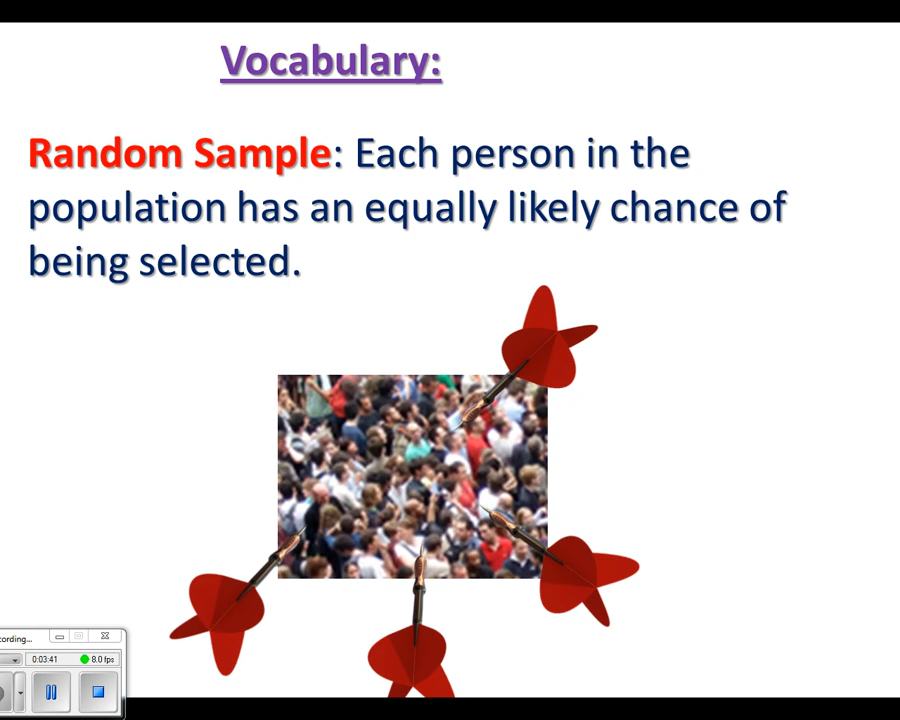 Vocabulary:
Random Sample: Each person in the
population has an equally likely chance of
being selected.
cording...
0:03:41 8.0 fps